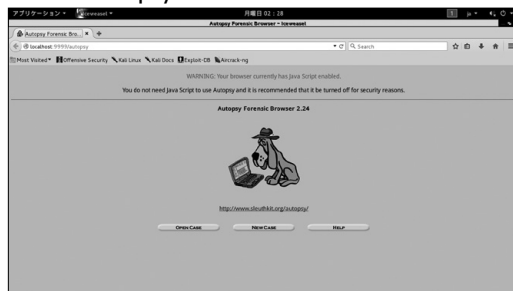 アプリケーション
Iceweasel
月曜日 02：28
1
ja
Autopsy Forensic Browser - Iceweasel
Autopsy Forensic Bro...
localhost:9999/autopsy
Search
Most Visited
Offensive Security
Kali Linux
Kali Docs
Exploit-DB
Aircrack-ng
WARNING: Your browser currently has Java Script enabled.
You do not need Java Script to use Autopsy and it is recommended that it be turned off for security reasons.
Autopsy Forensic Browser 2.24
http://www.sleuthkit.org/autopsy/
OPEN CASE
NEW CASE
HELP